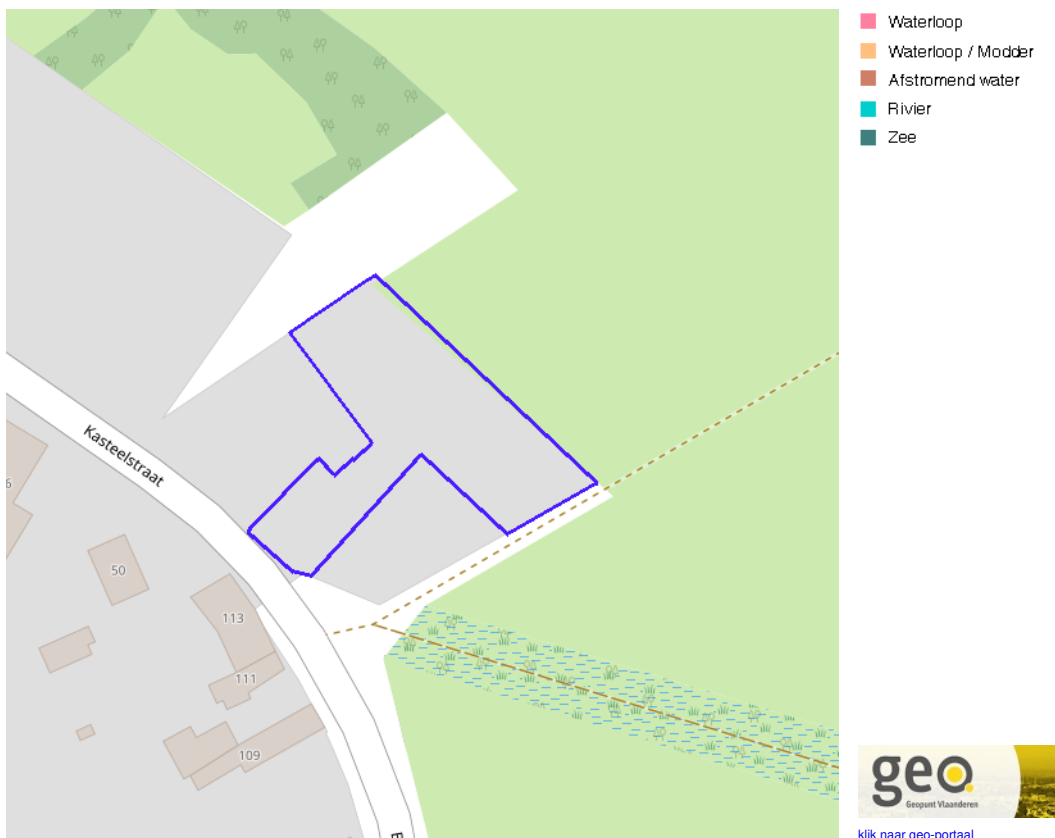 Waterloop
Waterloop / Modder
Afstromend water
Rivier
Zee
Kasteelstraat
6
50
113
111
109
geo
Geopunt Vlaanderen
klik naar geo-portaal